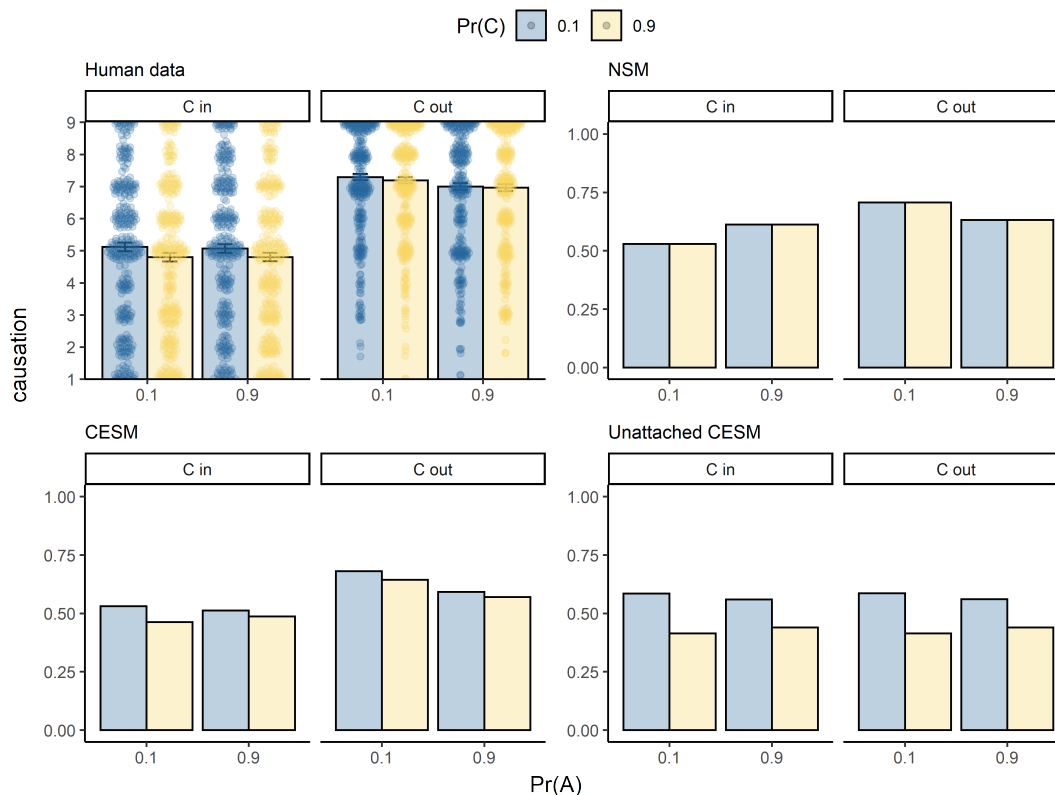 Pr(C) 0.1 0.9
Human data
C in C out
9
8
7
6
5
4
3
2
1
0.1 0.9 0.1 0.9
NSM
C in C out
1.00
0.75
0.50
0.25
0.00
0.1 0.9 0.1 0.9
causation
CESM
C in C out
1.00
0.75
0.50
0.25
0.00
0.1 0.9 0.1 0.9
Unattached CESM
C in C out
1.00
0.75
0.50
0.25
0.00
0.1 0.9 0.1 0.9
Pr(A)